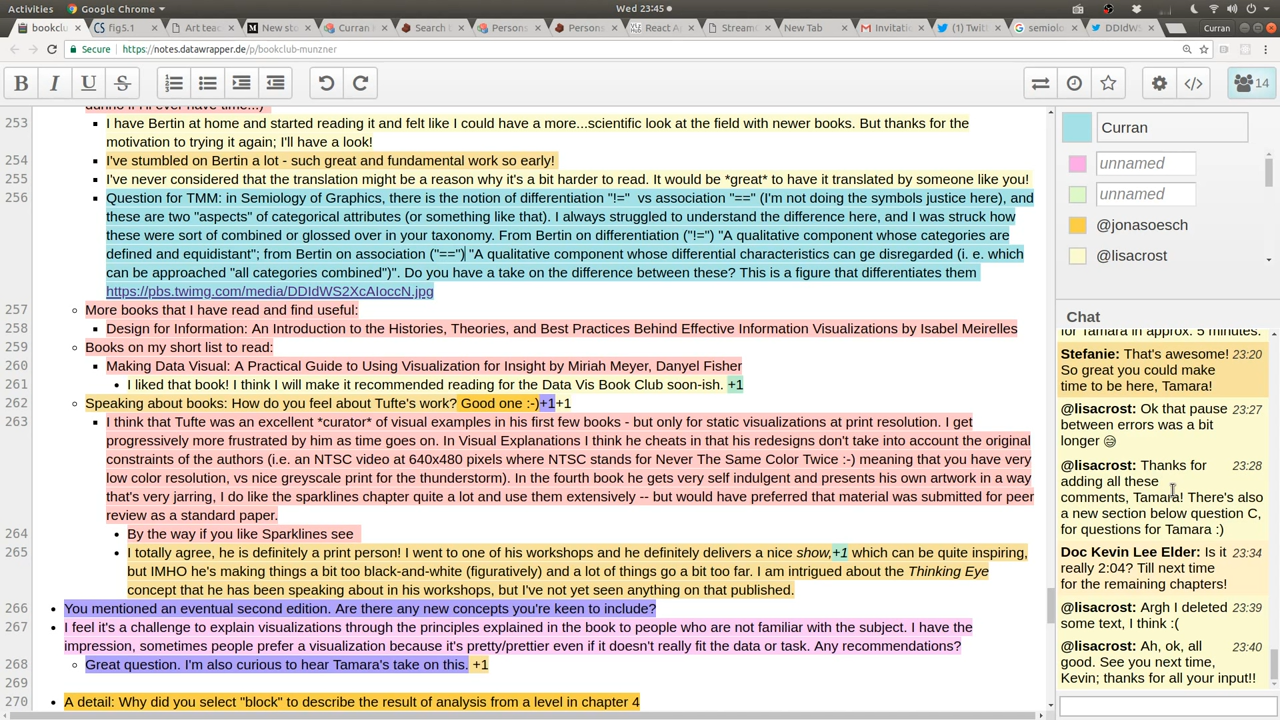 Activities
Google Chrome
Wed 23:45
Curran
bookclu
fig5.1
Art teac
New sto
Curran
Search
Persons
Persons
React Ar
Stream
New Tab
Invitatio
(1) Twitt
semiolo
DDIdWS
Secure
https://notes.datawrapper.de/p/bookclub-munzner
B I U S
14
253
I have Bertin at home and started reading it and felt like I could have a more...scientific look at the field with newer books. But thanks for the
motivation to trying it again; I'll have a look!
254
I've stumbled on Bertin a lot - such great and fundamental work so early!
255
I've never considered that the translation might be a reason why it's a bit harder to read. It would be *great* to have it translated by someone like you!
256
Question for TMM: in Semiology of Graphics, there is the notion of differentiation "!=" vs association "==" (I'm not doing the symbols justice here), and
these are two "aspects" of categorical attributes (or something like that). I always struggled to understand the difference here, and I was struck how
these were sort of combined or glossed over in your taxonomy. From Bertin on differentiation ("!=") "A qualitative component whose categories are
defined and equidistant"; from Bertin on association ("==") "A qualitative component whose differential characteristics can ge disregarded (i. e. which
can be approached "all categories combined")". Do you have a take on the difference between these? This is a figure that differentiates them
https://pbs.twimg.com/media/DDIdWS2XcAIoccN.jpg
257
More books that I have read and find useful:
258
Design for Information: An Introduction to the Histories, Theories, and Best Practices Behind Effective Information Visualizations by Isabel Meirelles
259
Books on my short list to read:
260
Making Data Visual: A Practical Guide to Using Visualization for Insight by Miriah Meyer, Danyel Fisher
261
I liked that book! I think I will make it recommended reading for the Data Vis Book Club soon-ish. +1
262
Speaking about books: How do you feel about Tufte's work? Good one :-)+1+1
263
I think that Tufte was an excellent *curator* of visual examples in his first few books - but only for static visualizations at print resolution. I get
progressively more frustrated by him as time goes on. In Visual Explanations I think he cheats in that his redesigns don't take into account the original
constraints of the authors (i.e. an NTSC video at 640x480 pixels where NTSC stands for Never The Same Color Twice :-) meaning that you have very
low color resolution, vs nice greyscale print for the thunderstorm). In the fourth book he gets very self indulgent and presents his own artwork in a way
that's very jarring, I do like the sparklines chapter quite a lot and use them extensively -- but would have preferred that material was submitted for peer
review as a standard paper.
264
By the way if you like Sparklines see
265
I totally agree, he is definitely a print person! I went to one of his workshops and he definitely delivers a nice show,+1 which can be quite inspiring,
but IMHO he's making things a bit too black-and-white (figuratively) and a lot of things go a bit too far. I am intrigued about the Thinking Eye
concept that he has been speaking about in his workshops, but I've not yet seen anything on that published.
266
You mentioned an eventual second edition. Are there any new concepts you're keen to include?
267
I feel it's a challenge to explain visualizations through the principles explained in the book to people who are not familiar with the subject. I have the
impression, sometimes people prefer a visualization because it's pretty/prettier even if it doesn't really fit the data or task. Any recommendations?
268
Great question. I'm also curious to hear Tamara's take on this. +1
269
270
A detail: Why did you select "block" to describe the result of analysis from a level in chapter 4
Curran
unnamed
unnamed
@jonasoesch
@lisacrost
Chat
for Tamara in approx. 5 minutes.
Stefanie: That's awesome! 23:20
So great you could make
time to be here, Tamara!
@lisacrost: Ok that pause 23:27
between errors was a bit
longer 😅
@lisacrost: Thanks for 23:28
adding all these
comments, Tamara! There's also
a new section below question C,
for questions for Tamara :)
Doc Kevin Lee Elder: Is it 23:34
really 2:04? Till next time
for the remaining chapters!
@lisacrost: Argh I deleted 23:39
some text, I think :(
@lisacrost: Ah, ok, all 23:40
good. See you next time,
Kevin; thanks for all your input!!